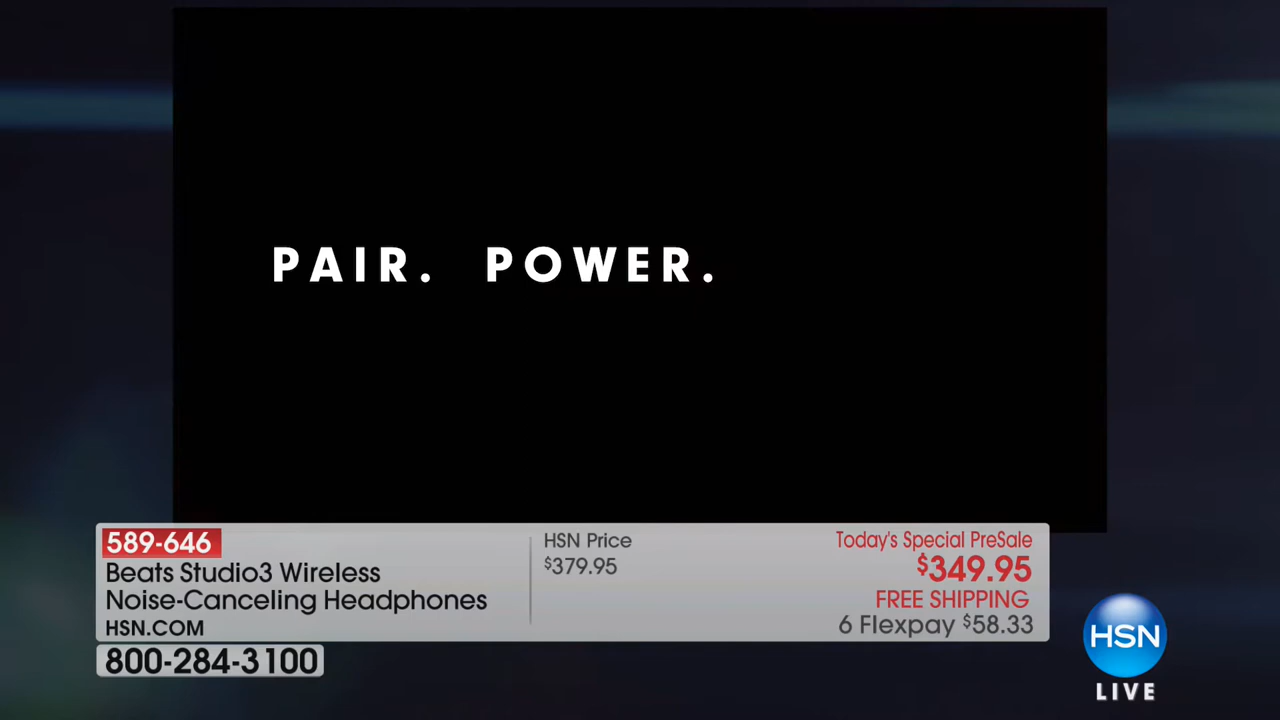 PAIR. POWER.
589-646
Beats Studio3 Wireless
Noise-Canceling Headphones
HSN.COM
800-284-3100
HSN Price
$379.95
Today's Special PreSale
$349.95
FREE SHIPPING
6 Flexpay $58.33
HSN
LIVE